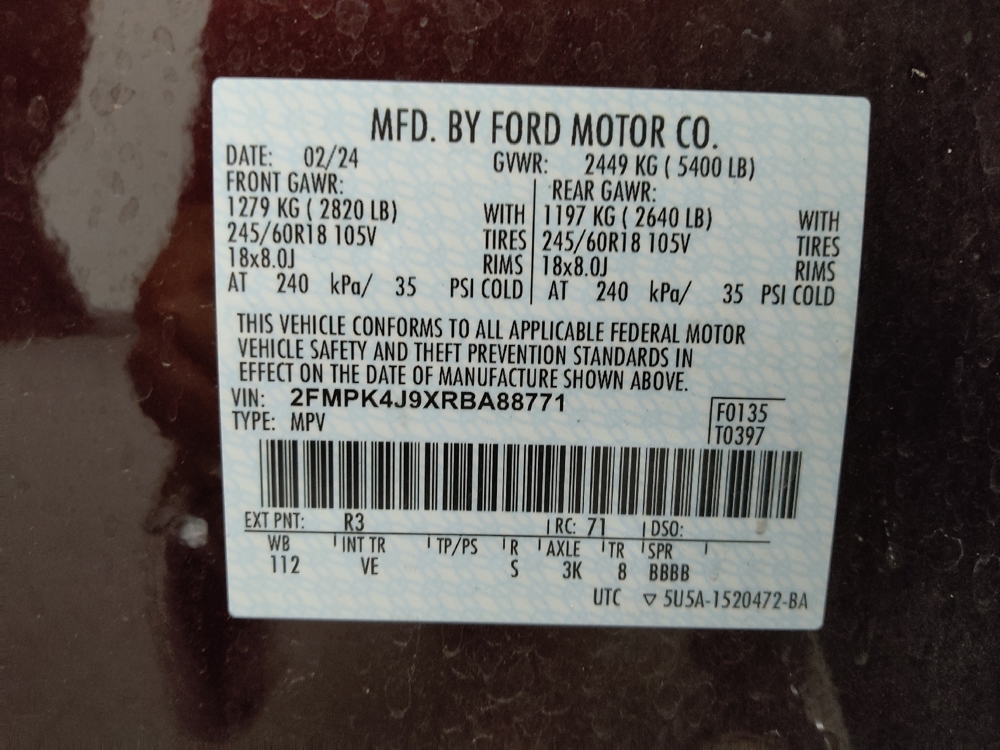 MFD. BY FORD MOTOR CO.
DATE: 02/24 GVWR: 2449 KG ( 5400 LB)
FRONT GAWR: REAR GAWR:
1279 KG ( 2820 LB) WITH 1197 KG ( 2640 LB) WITH
245/60R18 105V TIRES 245/60R18 105V TIRES
18x8.0J RIMS 18x8.0J RIMS
AT 240 kPa/ 35 PSI COLD AT 240 kPa/ 35 PSI COLD
THIS VEHICLE CONFORMS TO ALL APPLICABLE FEDERAL MOTOR
VEHICLE SAFETY AND THEFT PREVENTION STANDARDS IN
EFFECT ON THE DATE OF MANUFACTURE SHOWN ABOVE.
VIN: 2FMPK4J9XRBA88771 F0135
TYPE: MPV T0397
EXT PNT: R3 RC: 71 DSO:
WB INT TR TP/PS R AXLE TR SPR
112 VE S 3K 8 BBBB
UTC ▽ 5U5A-1520472-BA